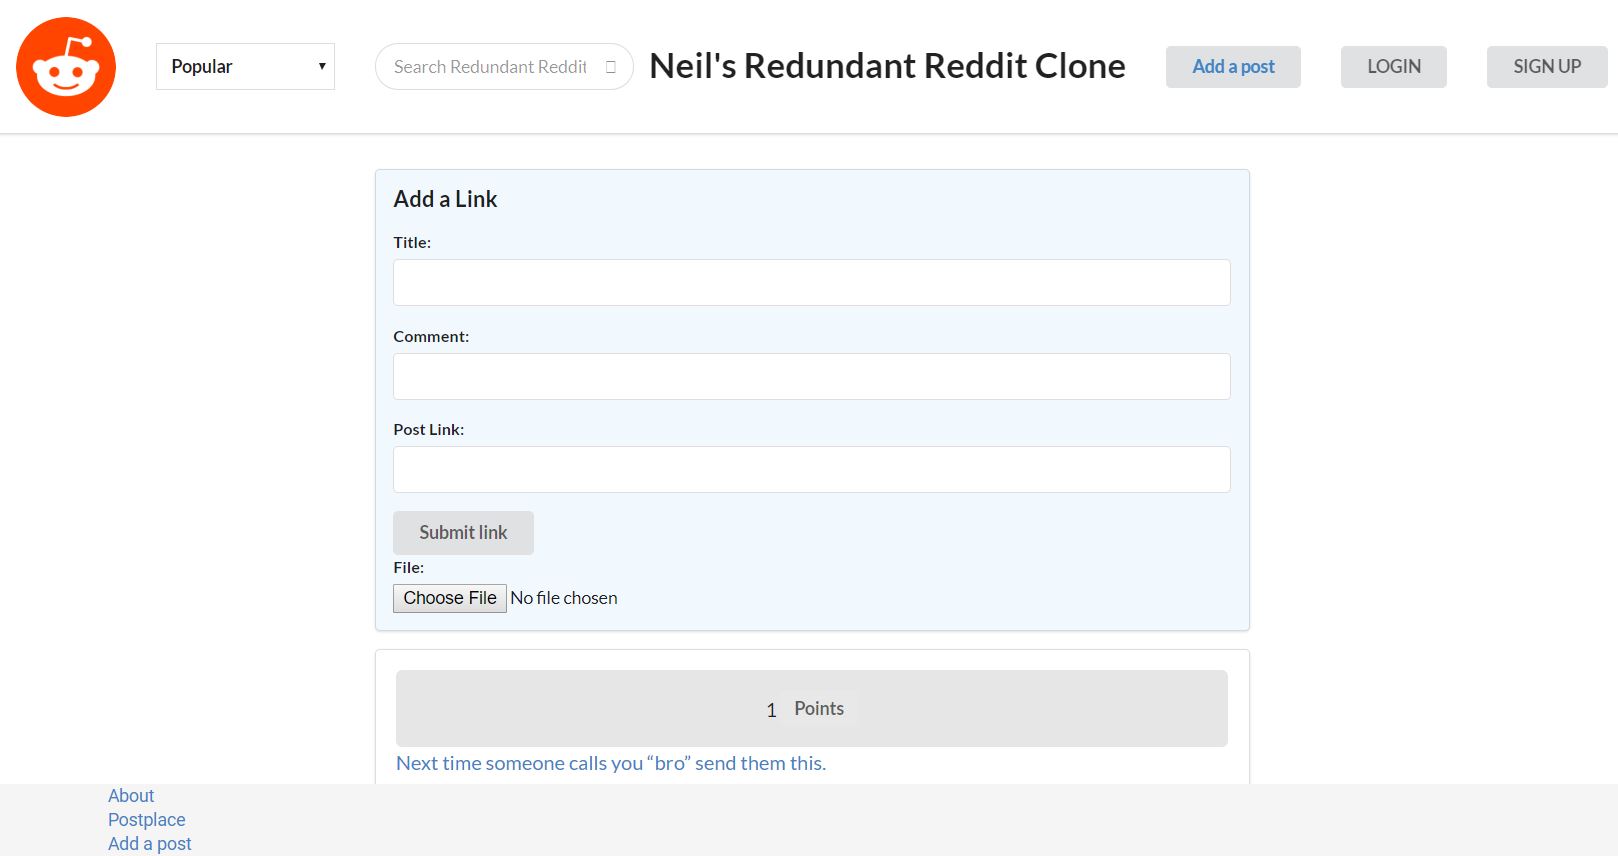 Popular
Search Redundant Reddit
Neil's Redundant Reddit Clone
Add a post
LOGIN
SIGN UP
Add a Link
Title:
Comment:
Post Link:
Submit link
File:
Choose File No file chosen
1 Points
Next time someone calls you “bro” send them this.
About
Postplace
Add a post